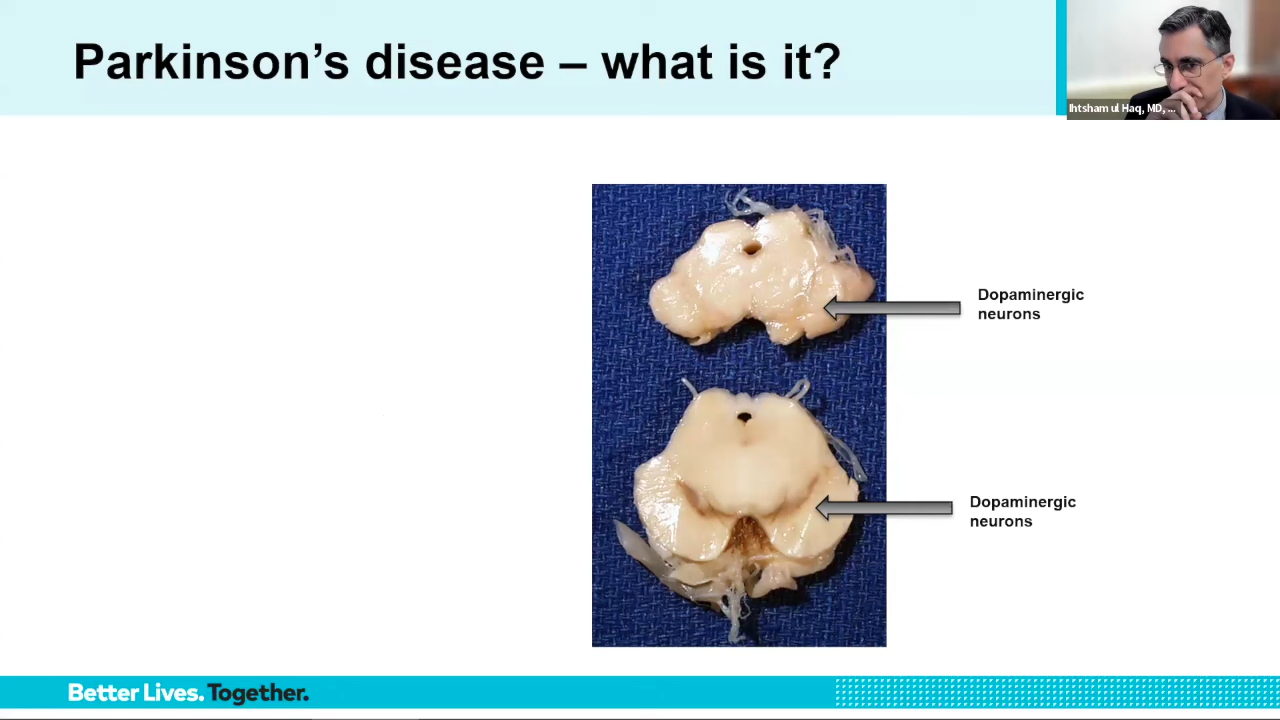 Parkinson’s disease – what is it?
Ihtsham ul Haq, MD, ...
Dopaminergic
neurons
Dopaminergic
neurons
Better Lives. Together.